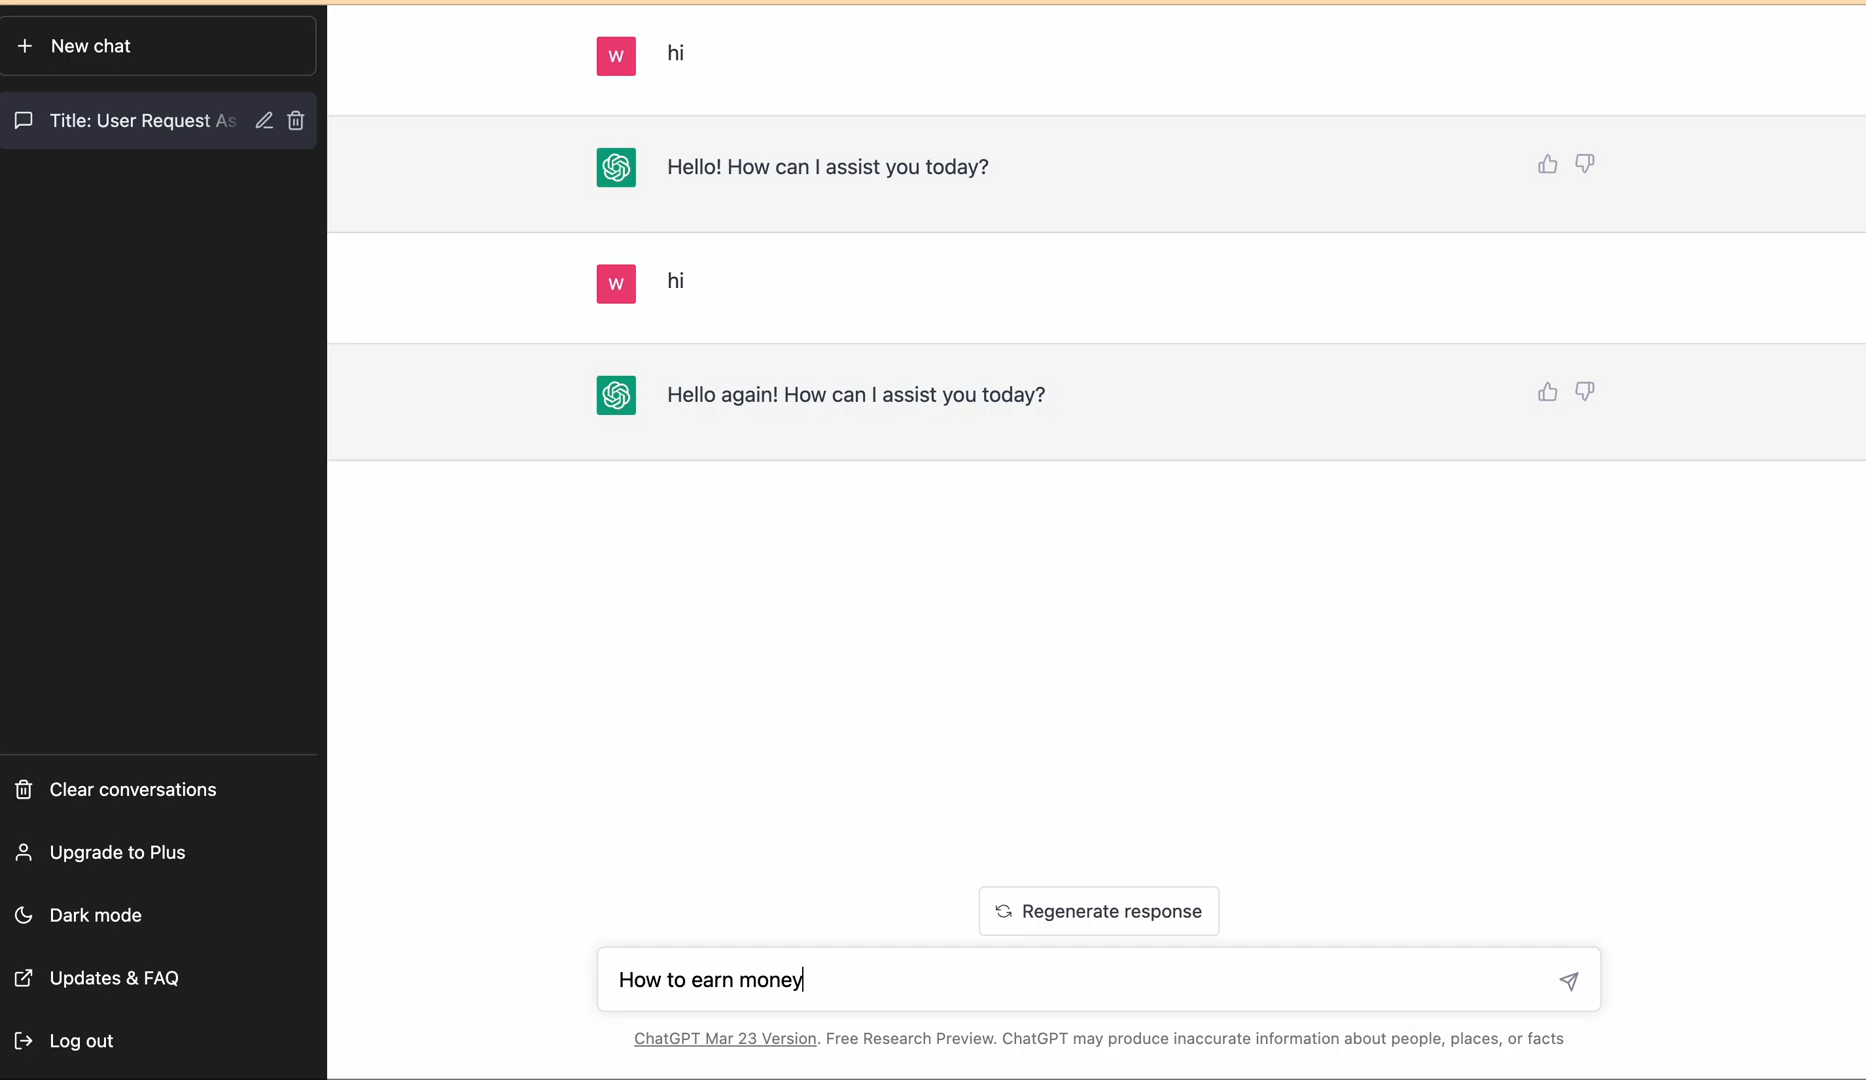 New chat
Title: User Request As
Clear conversations
Upgrade to Plus
Dark mode
Updates & FAQ
Log out
W
hi
Hello! How can I assist you today?
W
hi
Hello again! How can I assist you today?
Regenerate response
How to earn money
ChatGPT Mar 23 Version. Free Research Preview. ChatGPT may produce inaccurate information about people, places, or facts